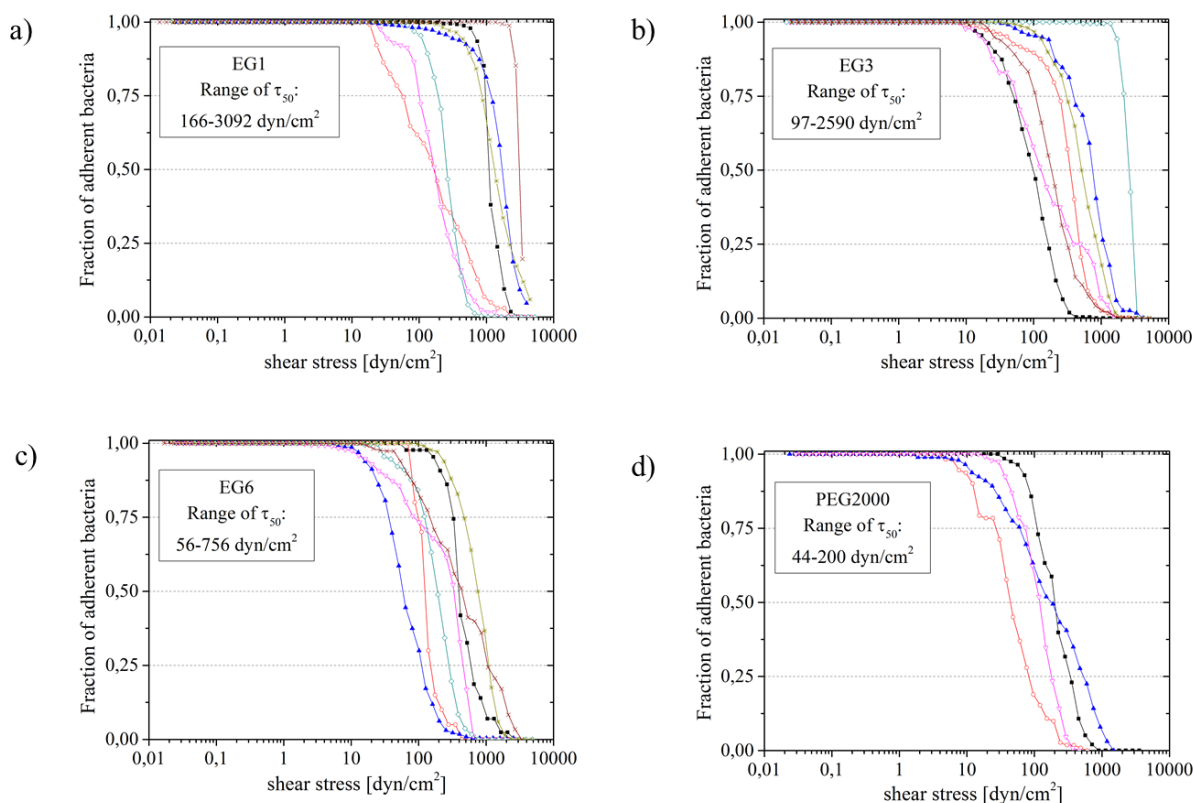 a)
1,00
0,75
0,50
0,25
0,00
Fraction of adherent bacteria
EG1
Range of τ50:
166-3092 dyn/cm2
0,01 0,1 1 10 100 1000 10000
shear stress [dyn/cm2]
b)
1,00
0,75
0,50
0,25
0,00
Fraction of adherent bacteria
EG3
Range of τ50:
97-2590 dyn/cm2
0,01 0,1 1 10 100 1000 10000
shear stress [dyn/cm2]
c)
1,00
0,75
0,50
0,25
0,00
Fraction of adherent bacteria
EG6
Range of τ50:
56-756 dyn/cm2
0,01 0,1 1 10 100 1000 10000
shear stress [dyn/cm2]
d)
1,00
0,75
0,50
0,25
0,00
Fraction of adherent bacteria
PEG2000
Range of τ50:
44-200 dyn/cm2
0,01 0,1 1 10 100 1000 10000
shear stress [dyn/cm2]